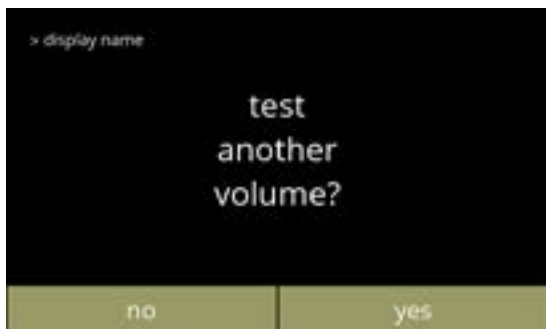 > display name
test
another
volume?
no
yes